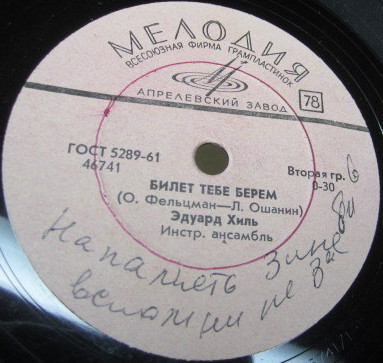 МЕЛОДИЯ
ВСЕСОЮЗНАЯ ФИРМА ГРАМПЛАСТИНОК
АПРЕЛЕВСКИЙ ЗАВОД
78
ГОСТ 5289-61
46741
Вторая гр.
0-30
БИЛЕТ ТЕБЕ БЕРЕМ
(О. Фельцман—Л. Ошанин)
Эдуард Хиль
Инстр. ансамбль
На память Зине
вспомни не